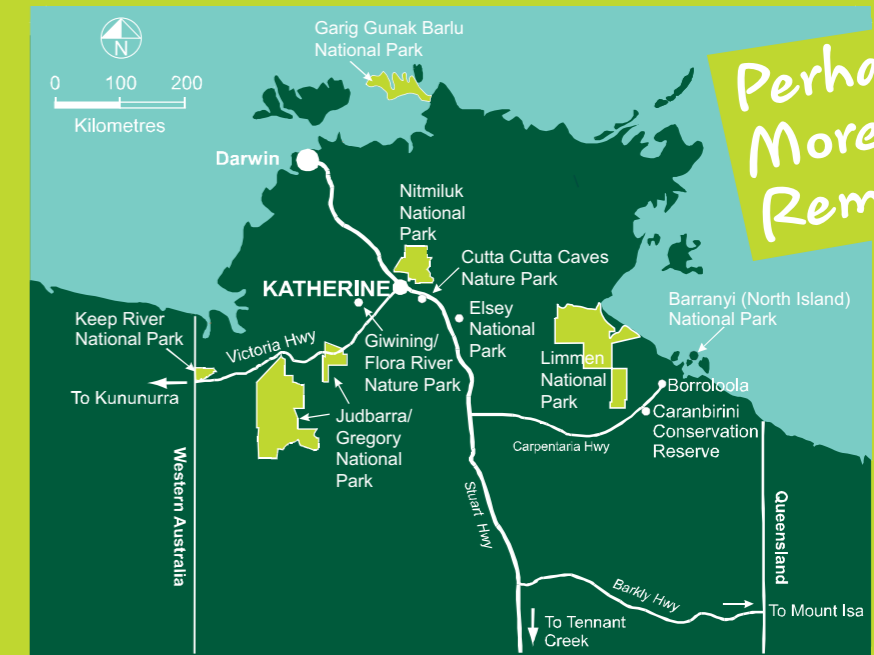 Garig Gunak Barlu
National Park
N
0 100 200
Kilometres
Perha
More
Rem
Darwin
Nitmiluk
National
Park
Cutta Cutta Caves
Nature Park
KATHERINE
Elsey
National
Park
Barranyi (North Island)
National Park
Keep River
National Park
Victoria Hwy
Giwining/
Flora River
Nature Park
Limmen
National
Park
To Kununurra
Borroloola
Judbarra/
Gregory
National
Park
Caranbirini
Conservation
Reserve
Carpentaria Hwy
Western Australia
Stuart Hwy
Queensland
Barkly Hwy
To Mount Isa
To Tennant
Creek